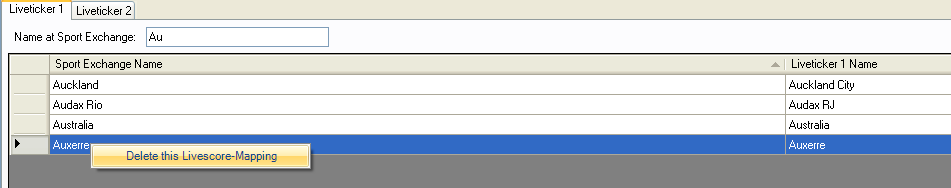 Liveticker 1 Liveticker 2
Name at Sport Exchange: Au
Sport Exchange Name Liveticker 1 Name
Auckland Auckland City
Audax Rio Audax RJ
Australia Australia
Auxerre Auxerre
Delete this Livescore-Mapping